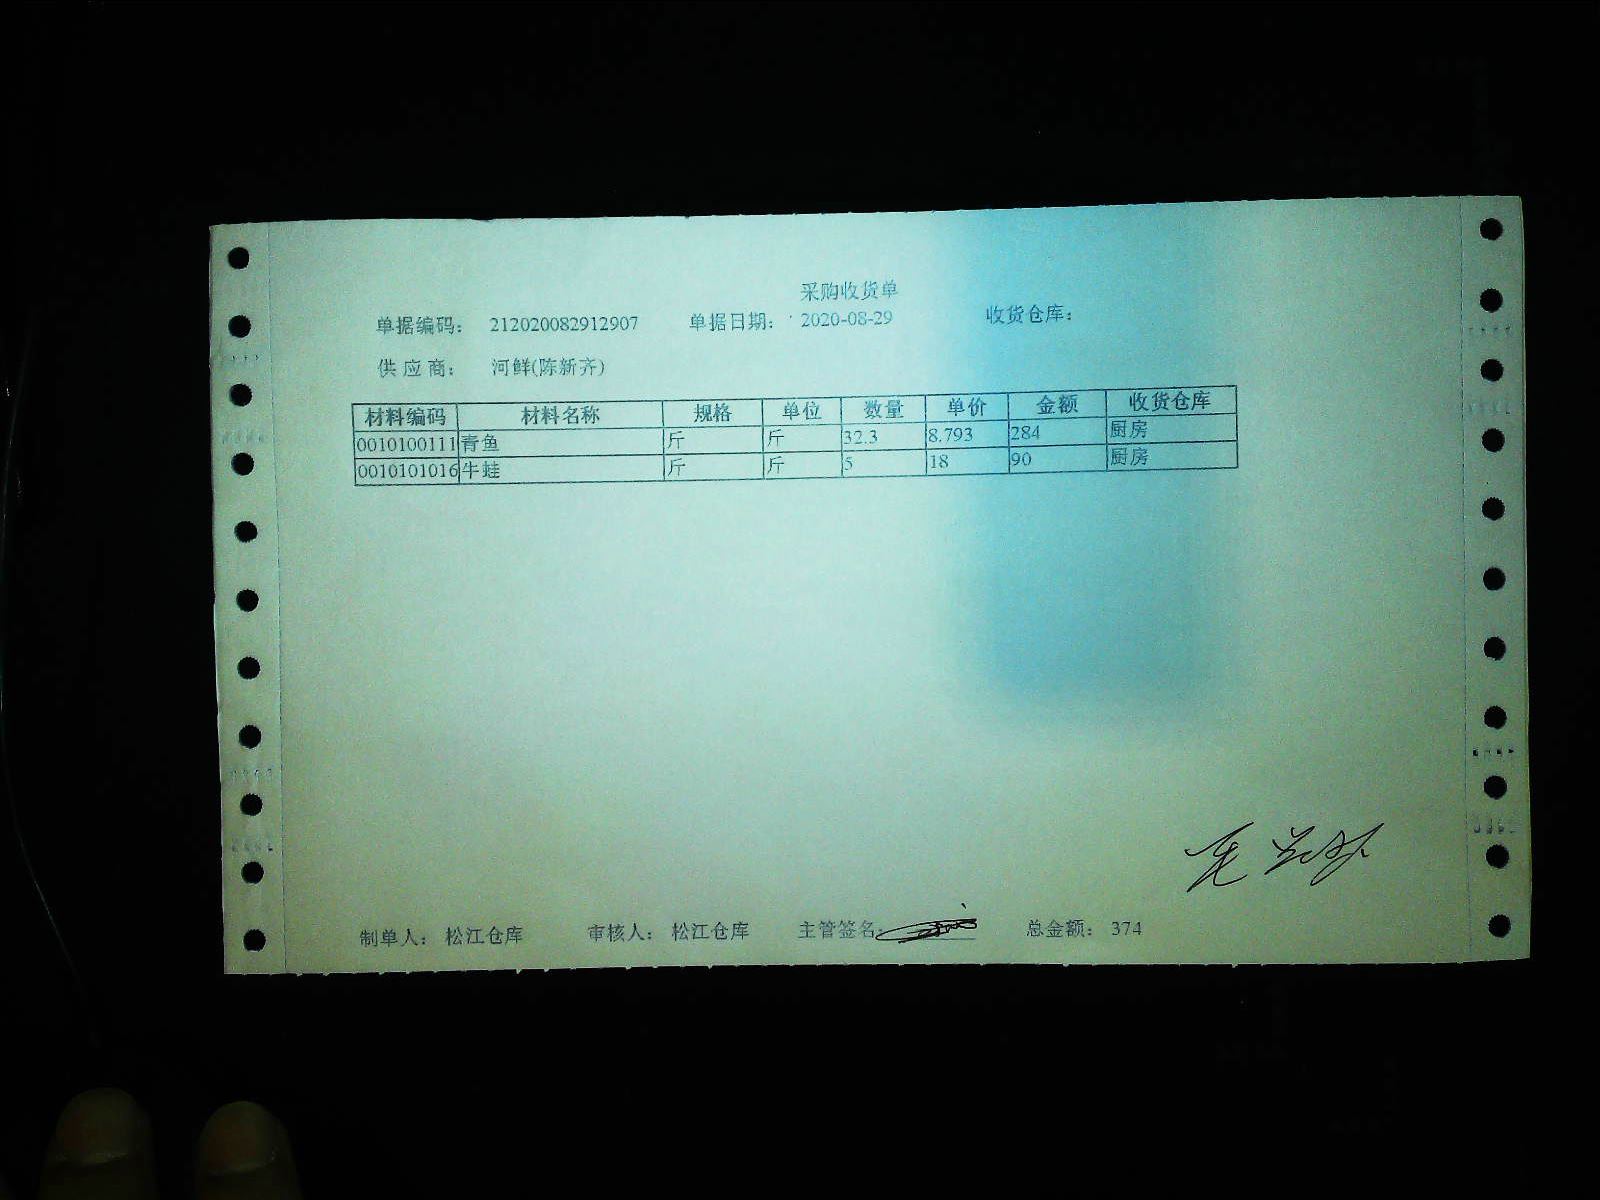 采购收货单
单据编码： 212020082912907 单据日期： 2020-08-29 收货仓库：
供应商： 河鲜(陈新齐)
材料编码 材料名称 规格 单位 数量 单价 金额 收货仓库
0010100111 青鱼 斤 斤 32.3 8.793 284 厨房
0010101016 牛蛙 斤 斤 5 18 90 厨房
制单人： 松江仓库 审核人： 松江仓库 主管签名： 总金额： 374